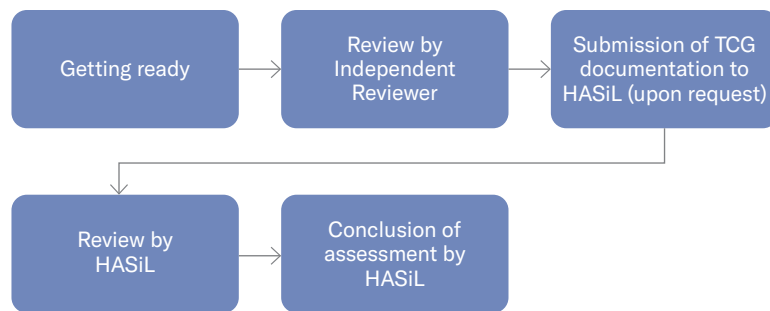 Getting ready
Review by
Independent
Reviewer
Submission of TCG
documentation to
HASiL (upon request)
Review by
HASiL
Conclusion of
assessment by
HASiL